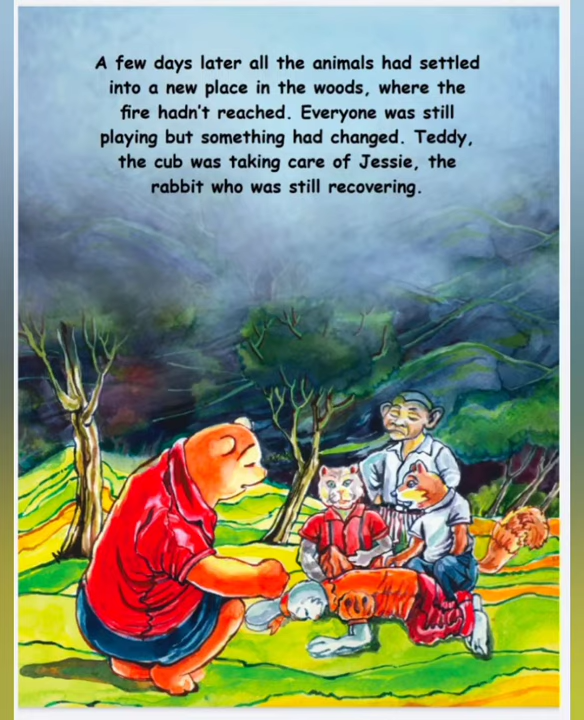 A few days later all the animals had settled
into a new place in the woods, where the
fire hadn't reached. Everyone was still
playing but something had changed. Teddy,
the cub was taking care of Jessie, the
rabbit who was still recovering.